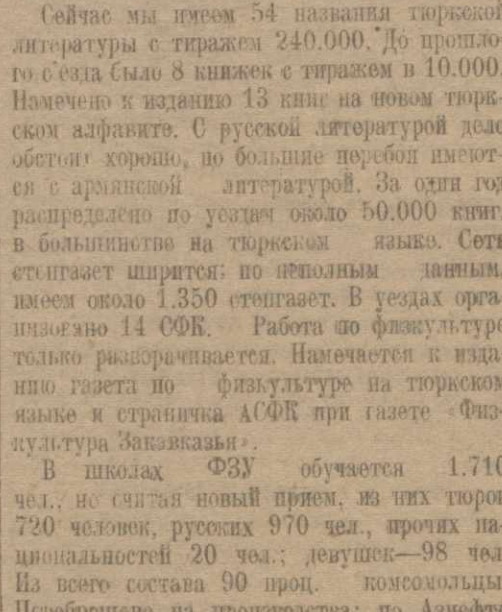 Сейчас мы имеем 54 названия тюркской
литературы с тиражем 240.000. До прошло-
го с'езда было 8 книжек с тиражем в 10.000.
Намечено к изданию 13 книг на новом тюрк-
ском алфавите. С русской литературой дело
обстоит хорошо, но большие перебои имеют-
ся с армянской литературой. За один год
распределено по уездам около 50.000 книг,
в большинстве на тюркском языке. Сеть
стенгазет ширится; по неполным данным,
имеем около 1.350 стенгазет. В уездах орга-
низовано 14 СФК. Работа по физкультуре
только разворачивается. Намечается к изда-
нию газета по физкультуре на тюркском
языке и страничка АСФК при газете «Физ-
культура Закавказья».
В школах ФЗУ обучается 1.710
чел., не считая новый прием, из них тюрок
720 человек, русских 970 чел., прочих на-
циональностей 20 чел.; девушек—98 чел.
Из всего состава 90 проц. комсомольцы.
на производство: по Азнефти